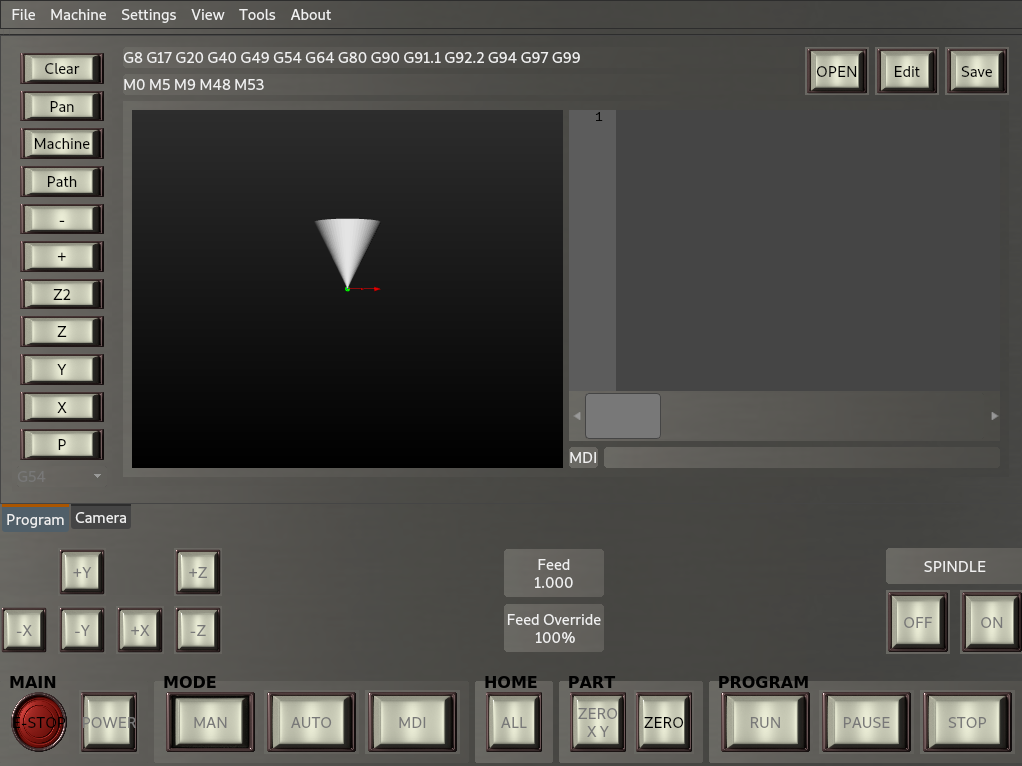 File Machine Settings View Tools About
Clear
Pan
Machine
Path
-
+
Z2
Z
Y
X
P
G54
G8 G17 G20 G40 G49 G54 G64 G80 G90 G91.1 G92.2 G94 G97 G99
M0 M5 M9 M48 M53
OPEN Edit Save
1
MDI
Program Camera
+Y +Z
-X -Y +X -Z
Feed
1.000
Feed Override
100%
SPINDLE
OFF ON
MAIN MODE HOME PART PROGRAM
E-STOP POWER MAN AUTO MDI ALL ZERO
X Y ZERO RUN PAUSE STOP